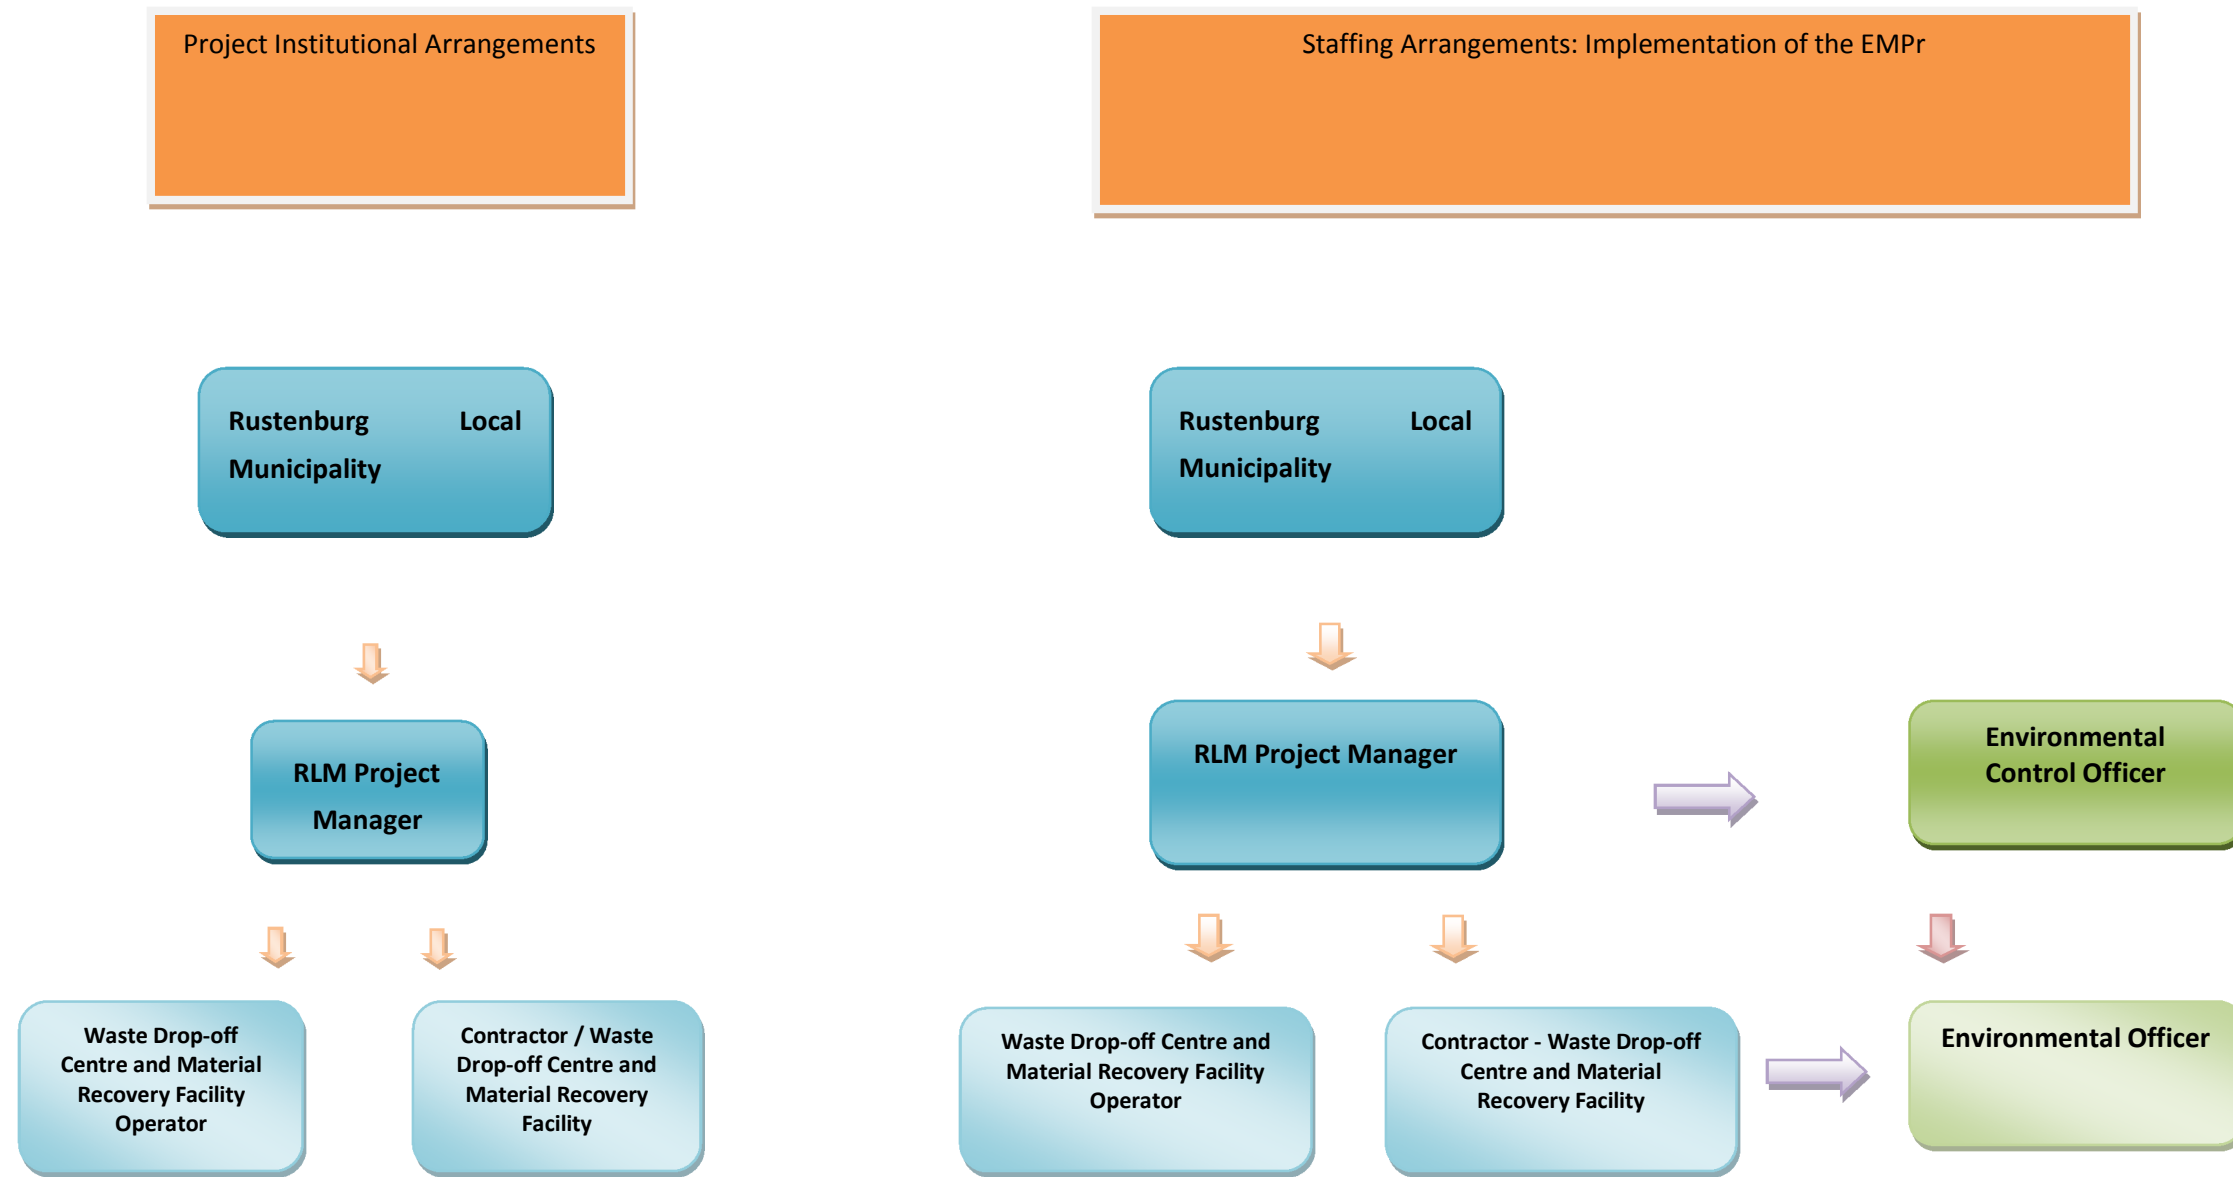 Project Institutional Arrangements
Staffing Arrangements: Implementation of the EMPr
Rustenburg Local
Municipality
RLM Project
Manager
Waste Drop-off
Centre and Material
Recovery Facility
Operator
Contractor / Waste
Drop-off Centre and
Material Recovery
Facility
Rustenburg Local
Municipality
RLM Project Manager
Environmental
Control Officer
Waste Drop-off Centre and
Material Recovery Facility
Operator
Contractor - Waste Drop-off
Centre and Material
Recovery Facility
Environmental Officer